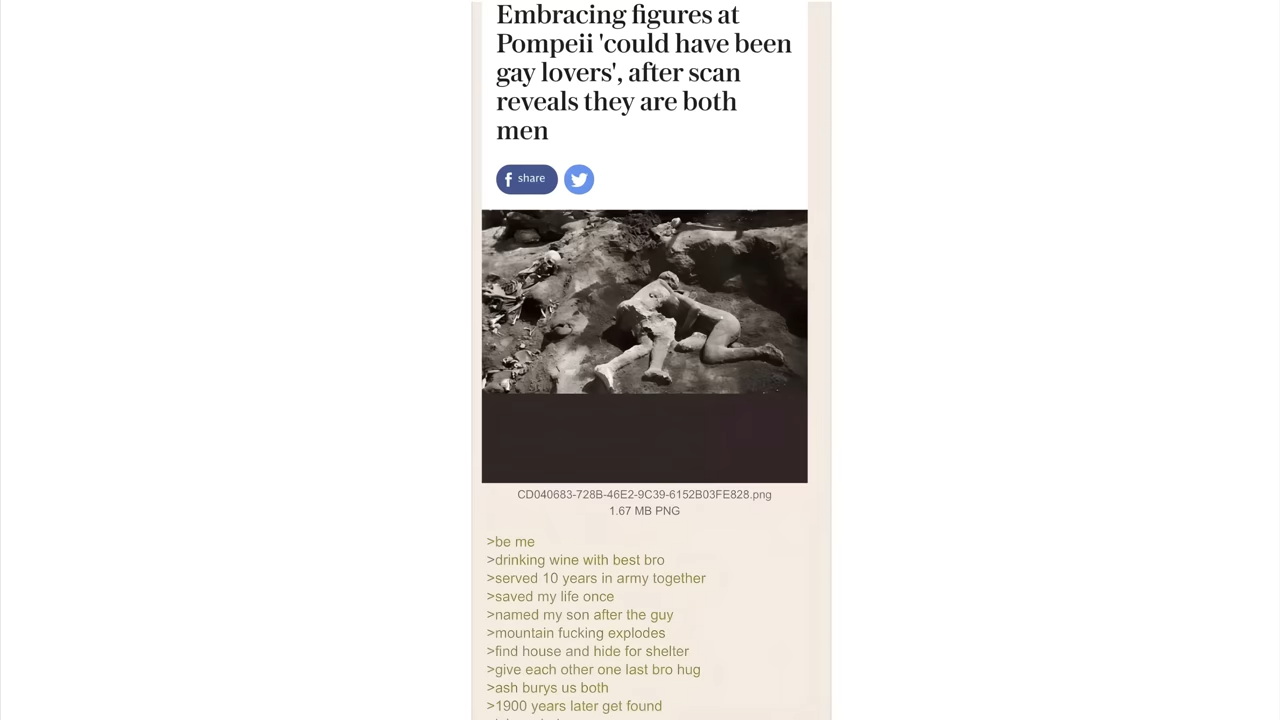 Embracing figures at
Pompeii 'could have been
gay lovers', after scan
reveals they are both
men
f share
CD040683-728B-46E2-9C39-6152B03FE828.png
1.67 MB PNG
>be me
>drinking wine with best bro
>served 10 years in army together
>saved my life once
>named my son after the guy
>mountain fucking explodes
>find house and hide for shelter
>give each other one last bro hug
>ash burys us both
>1900 years later get found